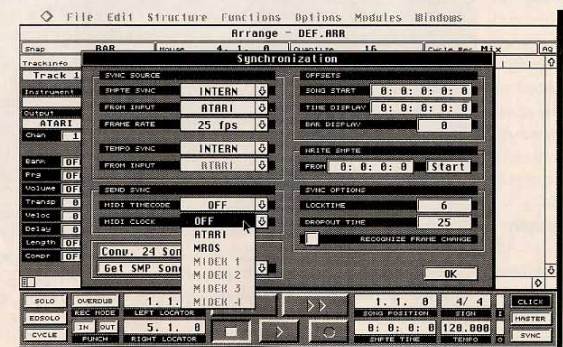 File Edit Structure Functions Options Modules Windows
Arrange - DEF.ARR
Snap BAR Mouse 4. 1. 0 Quantize 16 Cycle Rec Mix AQ
Synchronization
Trackinfo
Track 1
Instrument
Output
ATARI
Chan 1
Bank OFF
Prg OFF
Volume OFF
Transp 0
Veloc 0
Delay 0
Length OFF
Compr OFF
SYNC SOURCE
SMPTE SYNC INTERN
FROM INPUT ATARI
FRAME RATE 25 fps
TEMPO SYNC INTERN
FROM INPUT ATARI
SEND SYNC
MIDI TIMECODE OFF
MIDI CLOCK OFF
ATARI
MROS
MIDEX 1
MIDEX 2
MIDEX 3
MIDEX 4
Conv. 24 Son
Get SMP Son
OFFSETS
SONG START 0: 0: 0: 0: 0
TIME DISPLAY 0: 0: 0: 0: 0
BAR DISPLAY 0
WRITE SMPTE
FROM 0: 0: 0: 0 Start
SYNC OPTIONS
LOCKTIME 6
DROPOUT TIME 25
RECOGNIZE FRAME CHANGE
OK
SOLO OVERDUB 1. 1. 1. 1. 0 4/ 4 CLICK
EDSOLO REC MODE LEFT LOCATOR SONG POSITION SIGN MASTER
CYCLE IN OUT 5. 1. 0 0: 0: 0: 0 120.000 SYNC
PUNCH RIGHT LOCATOR SMPTE TIME TEMPO